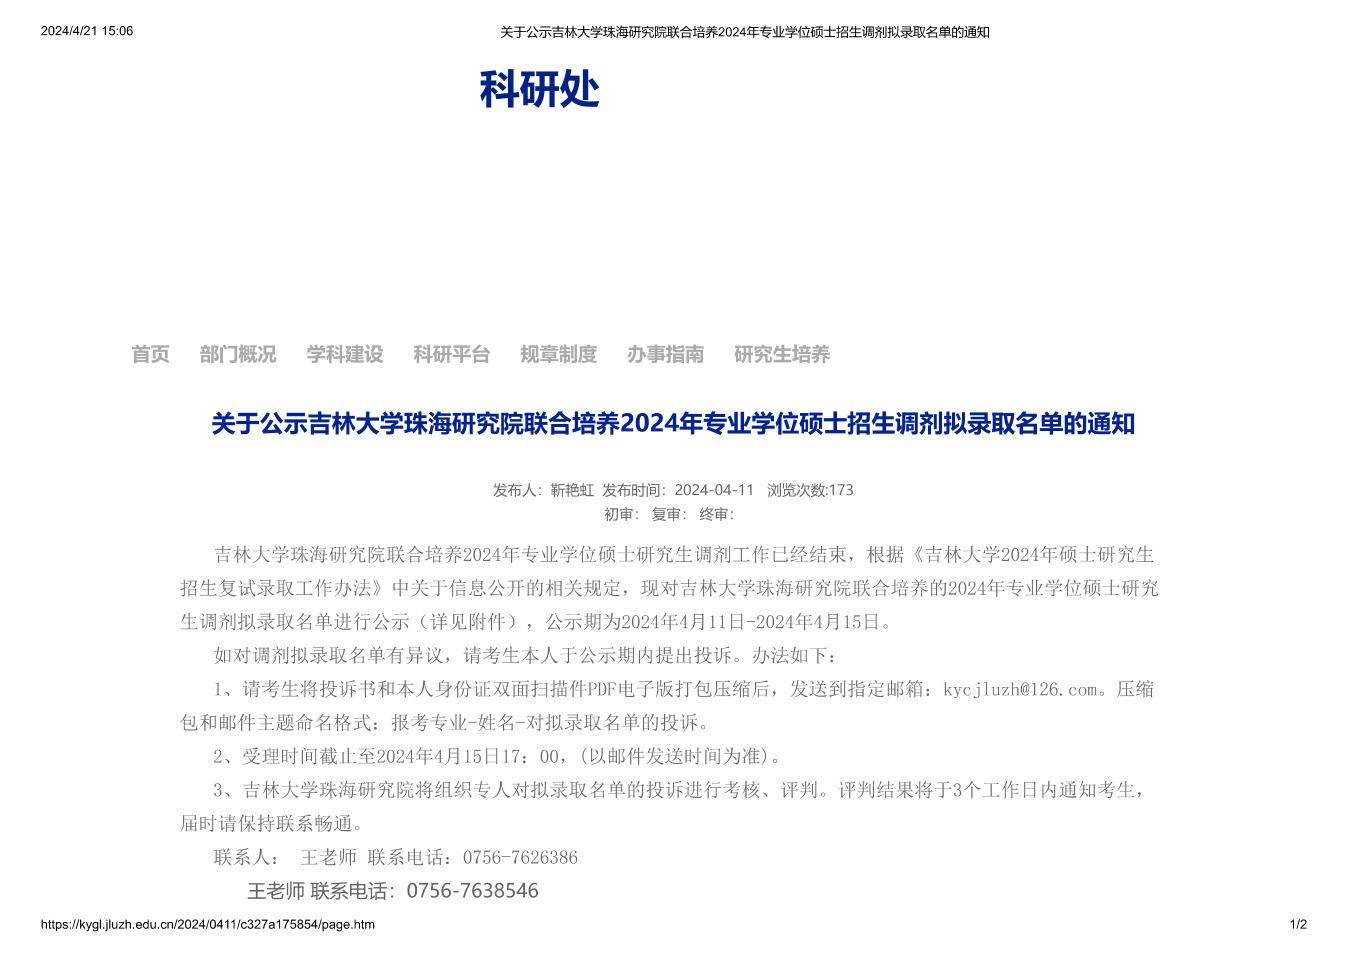 2024/4/21 15:06
关于公示吉林大学珠海研究院联合培养2024年专业学位硕士招生调剂拟录取名单的通知
科研处
首页 部门概况 学科建设 科研平台 规章制度 办事指南 研究生培养
关于公示吉林大学珠海研究院联合培养2024年专业学位硕士招生调剂拟录取名单的通知
发布人：靳艳虹 发布时间：2024-04-11 浏览次数:173
初审： 复审： 终审：
吉林大学珠海研究院联合培养2024年专业学位硕士研究生调剂工作已经结束，根据《吉林大学2024年硕士研究生
招生复试录取工作办法》中关于信息公开的相关规定，现对吉林大学珠海研究院联合培养的2024年专业学位硕士研究
生调剂拟录取名单进行公示（详见附件），公示期为2024年4月11日-2024年4月15日。
如对调剂拟录取名单有异议，请考生本人于公示期内提出投诉。办法如下：
1、请考生将投诉书和本人身份证双面扫描件PDF电子版打包压缩后，发送到指定邮箱：kycjluzh@126.com。压缩
包和邮件主题命名格式：报考专业-姓名-对拟录取名单的投诉。
2、受理时间截止至2024年4月15日17：00，(以邮件发送时间为准)。
3、吉林大学珠海研究院将组织专人对拟录取名单的投诉进行考核、评判。评判结果将于3个工作日内通知考生，
届时请保持联系畅通。
联系人： 王老师 联系电话：0756-7626386
王老师 联系电话：0756-7638546
https://kygl.jluzh.edu.cn/2024/0411/c327a175854/page.htm
1/2